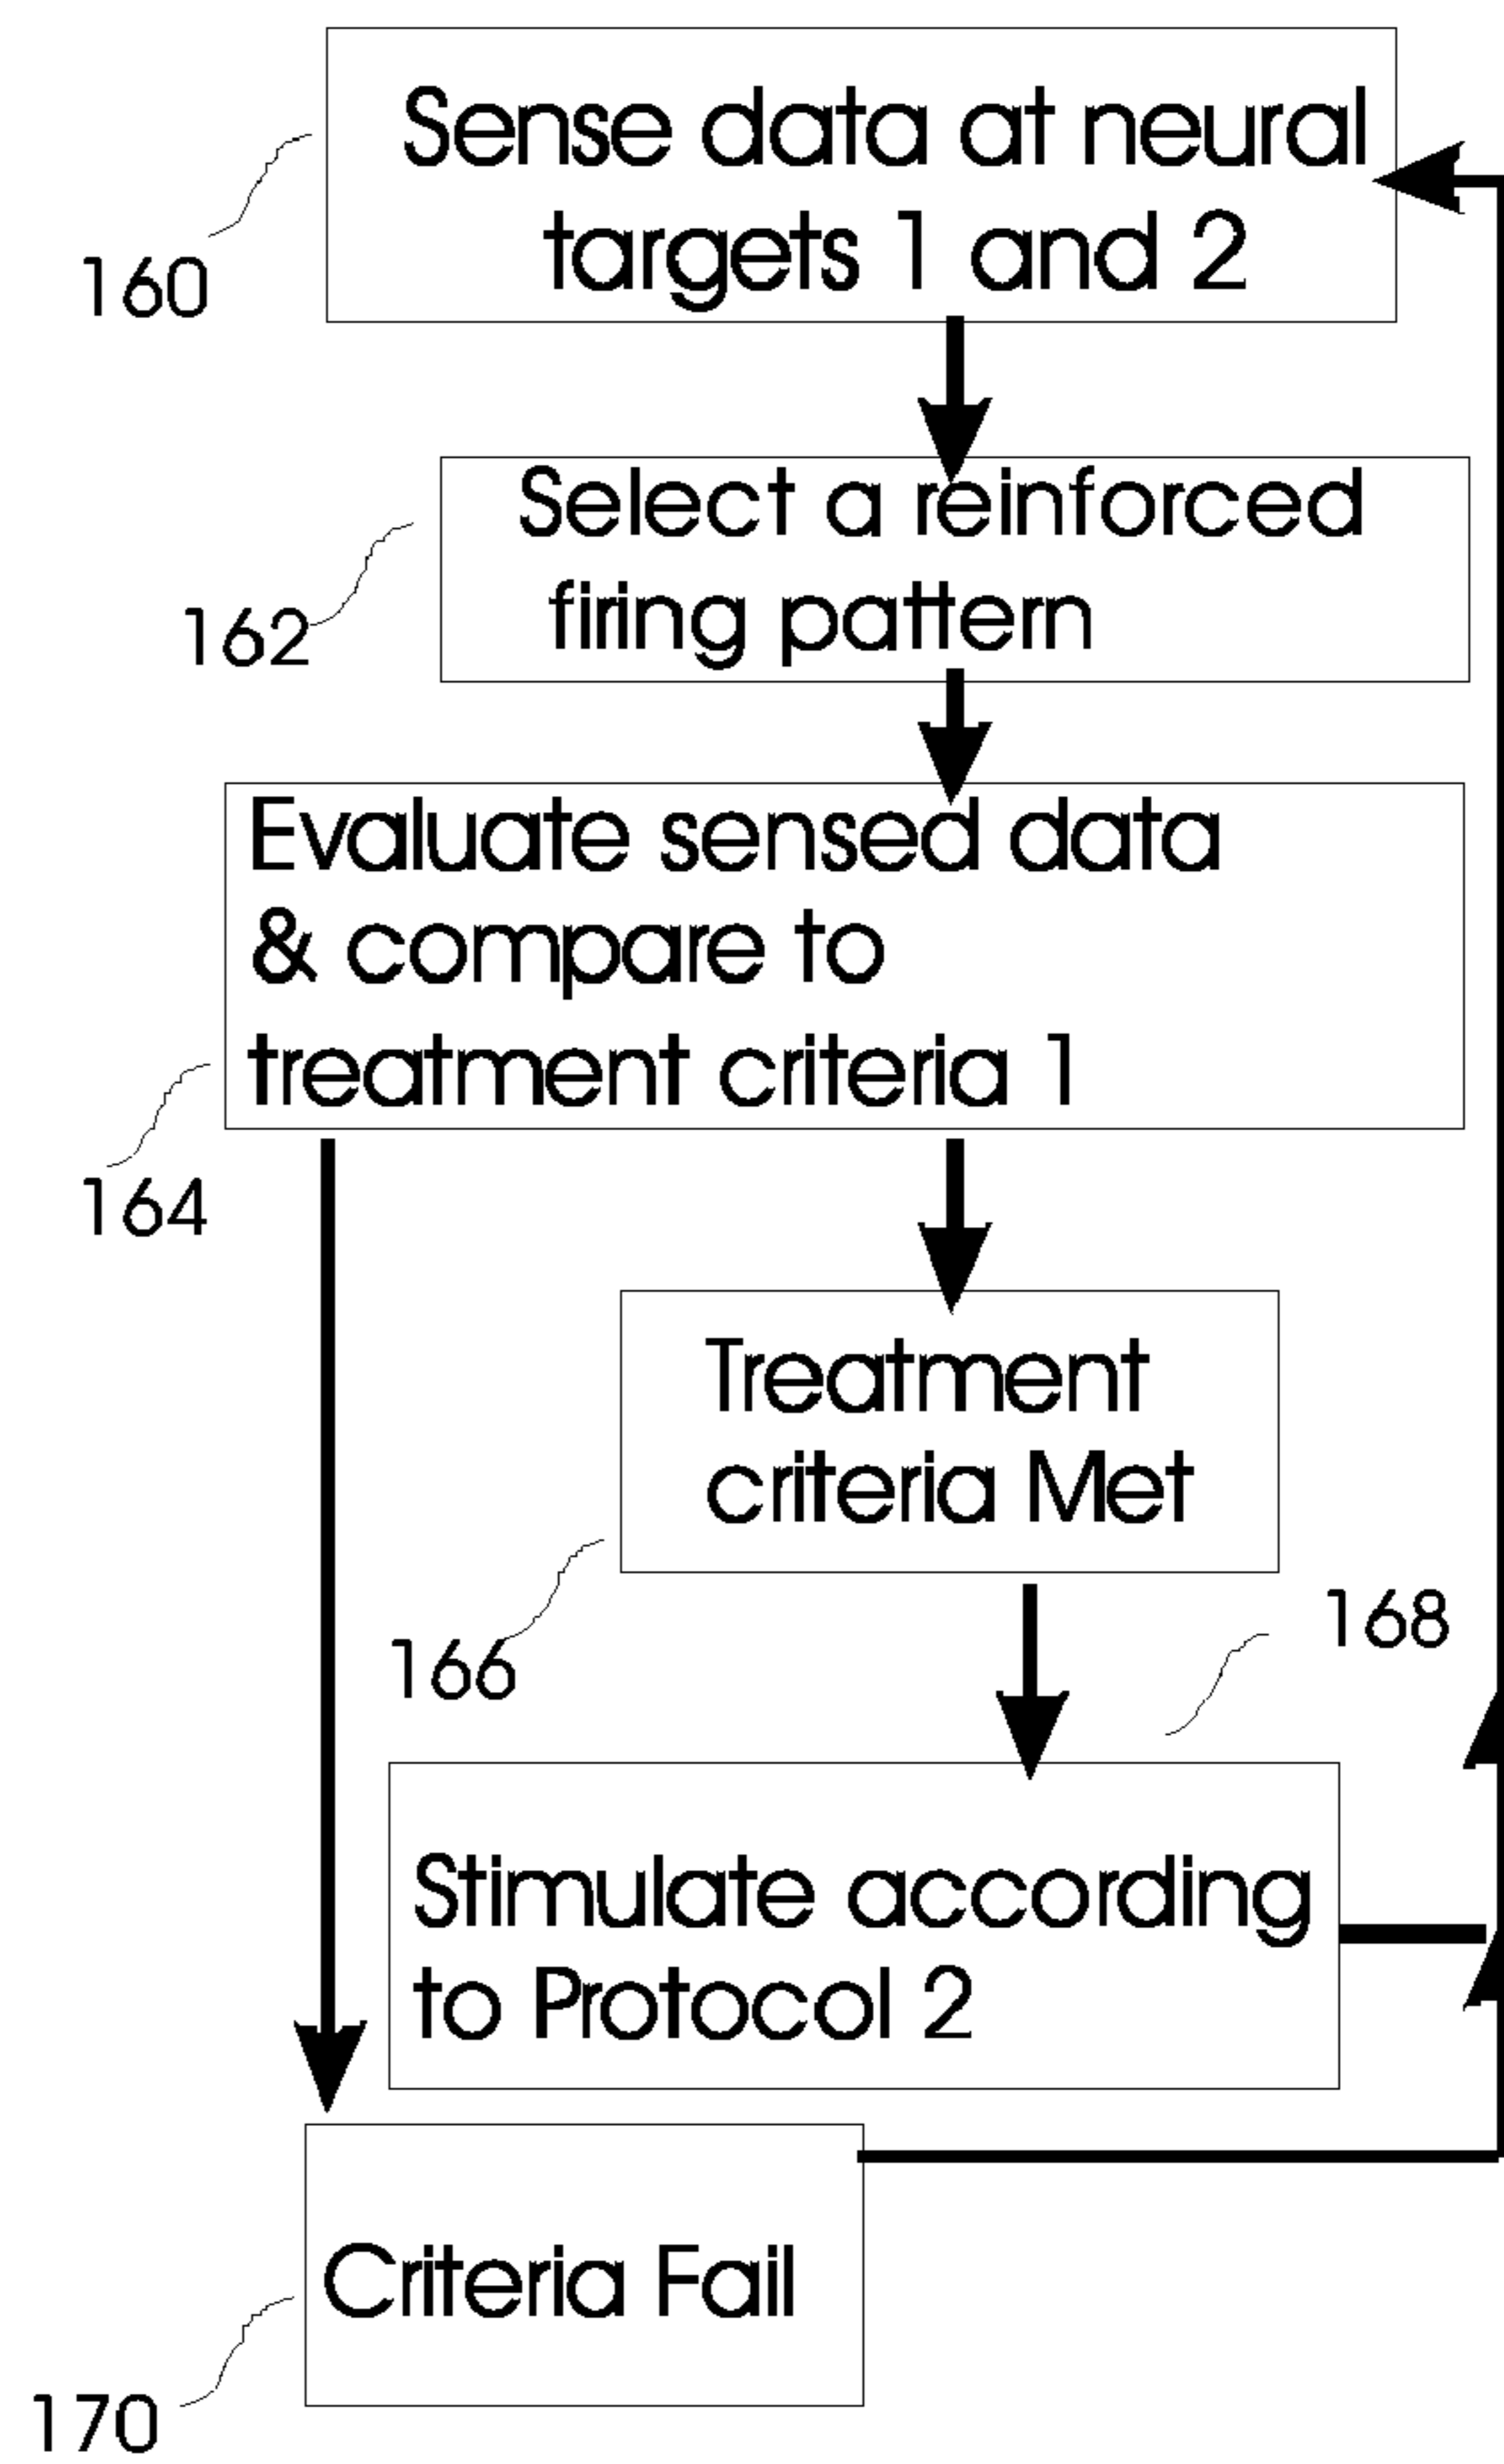 Sense data at neural
targets 1 and 2
160
Select a reinforced
firing pattern
162
Evaluate sensed data
& compare to
treatment criteria 1
164
Treatment
criteria Met
166
168
Stimulate according
to Protocol 2
Criteria Fail
170